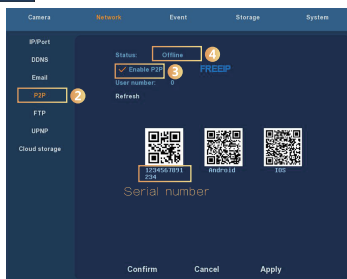 Camera Network Event Storage System
IP/Port
DDNS
Email
P2P 2
FTP
UPNP
Cloud storage
Status: Offline 4
✓ Enable P2P 3 FREEIP
User number: 0
Refresh
1234567891
234
Android
IOS
Serial number
Confirm Cancel Apply